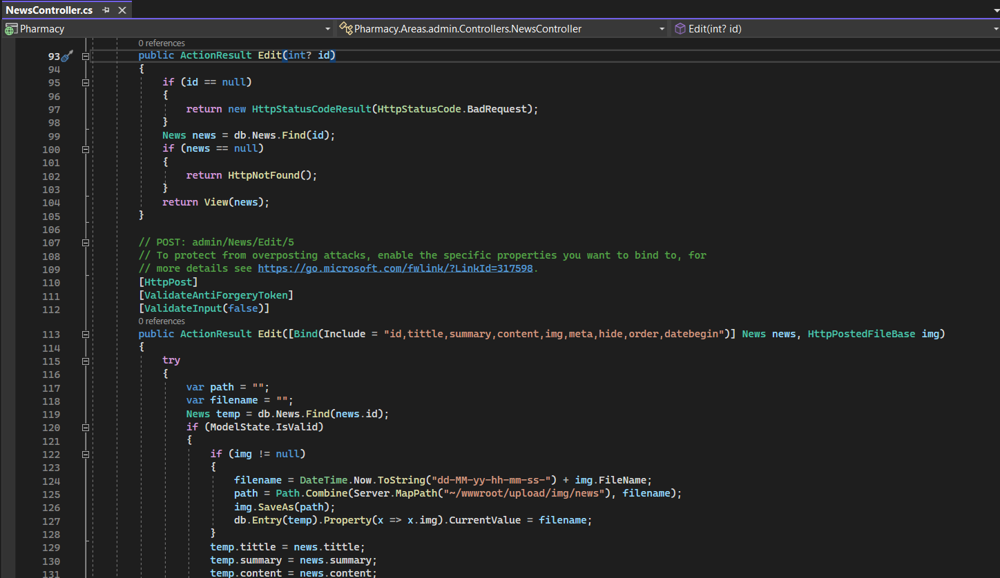 NewsController.cs
Pharmacy
Pharmacy.Areas.admin.Controllers.NewsController
Edit(int? id)
0 references
93 public ActionResult Edit(int? id)
94 {
95 if (id == null)
96 {
97 return new HttpStatusCodeResult(HttpStatusCode.BadRequest);
98 }
99 News news = db.News.Find(id);
100 if (news == null)
101 {
102 return HttpNotFound();
103 }
104 return View(news);
105 }
106
107 // POST: admin/News/Edit/5
108 // To protect from overposting attacks, enable the specific properties you want to bind to, for
109 // more details see https://go.microsoft.com/fwlink/?LinkId=317598.
110 [HttpPost]
111 [ValidateAntiForgeryToken]
112 [ValidateInput(false)]
0 references
113 public ActionResult Edit([Bind(Include = "id,tittle,summary,content,img,meta,hide,order,datebegin")] News news, HttpPostedFileBase img)
114 {
115 try
116 {
117 var path = "";
118 var filename = "";
119 News temp = db.News.Find(news.id);
120 if (ModelState.IsValid)
121 {
122 if (img != null)
123 {
124 filename = DateTime.Now.ToString("dd-MM-yy-hh-mm-ss-") + img.FileName;
125 path = Path.Combine(Server.MapPath("~/wwwroot/upload/img/news"), filename);
126 img.SaveAs(path);
127 db.Entry(temp).Property(x => x.img).CurrentValue = filename;
128 }
129 temp.tittle = news.tittle;
130 temp.summary = news.summary;
131 temp.content = news.content;